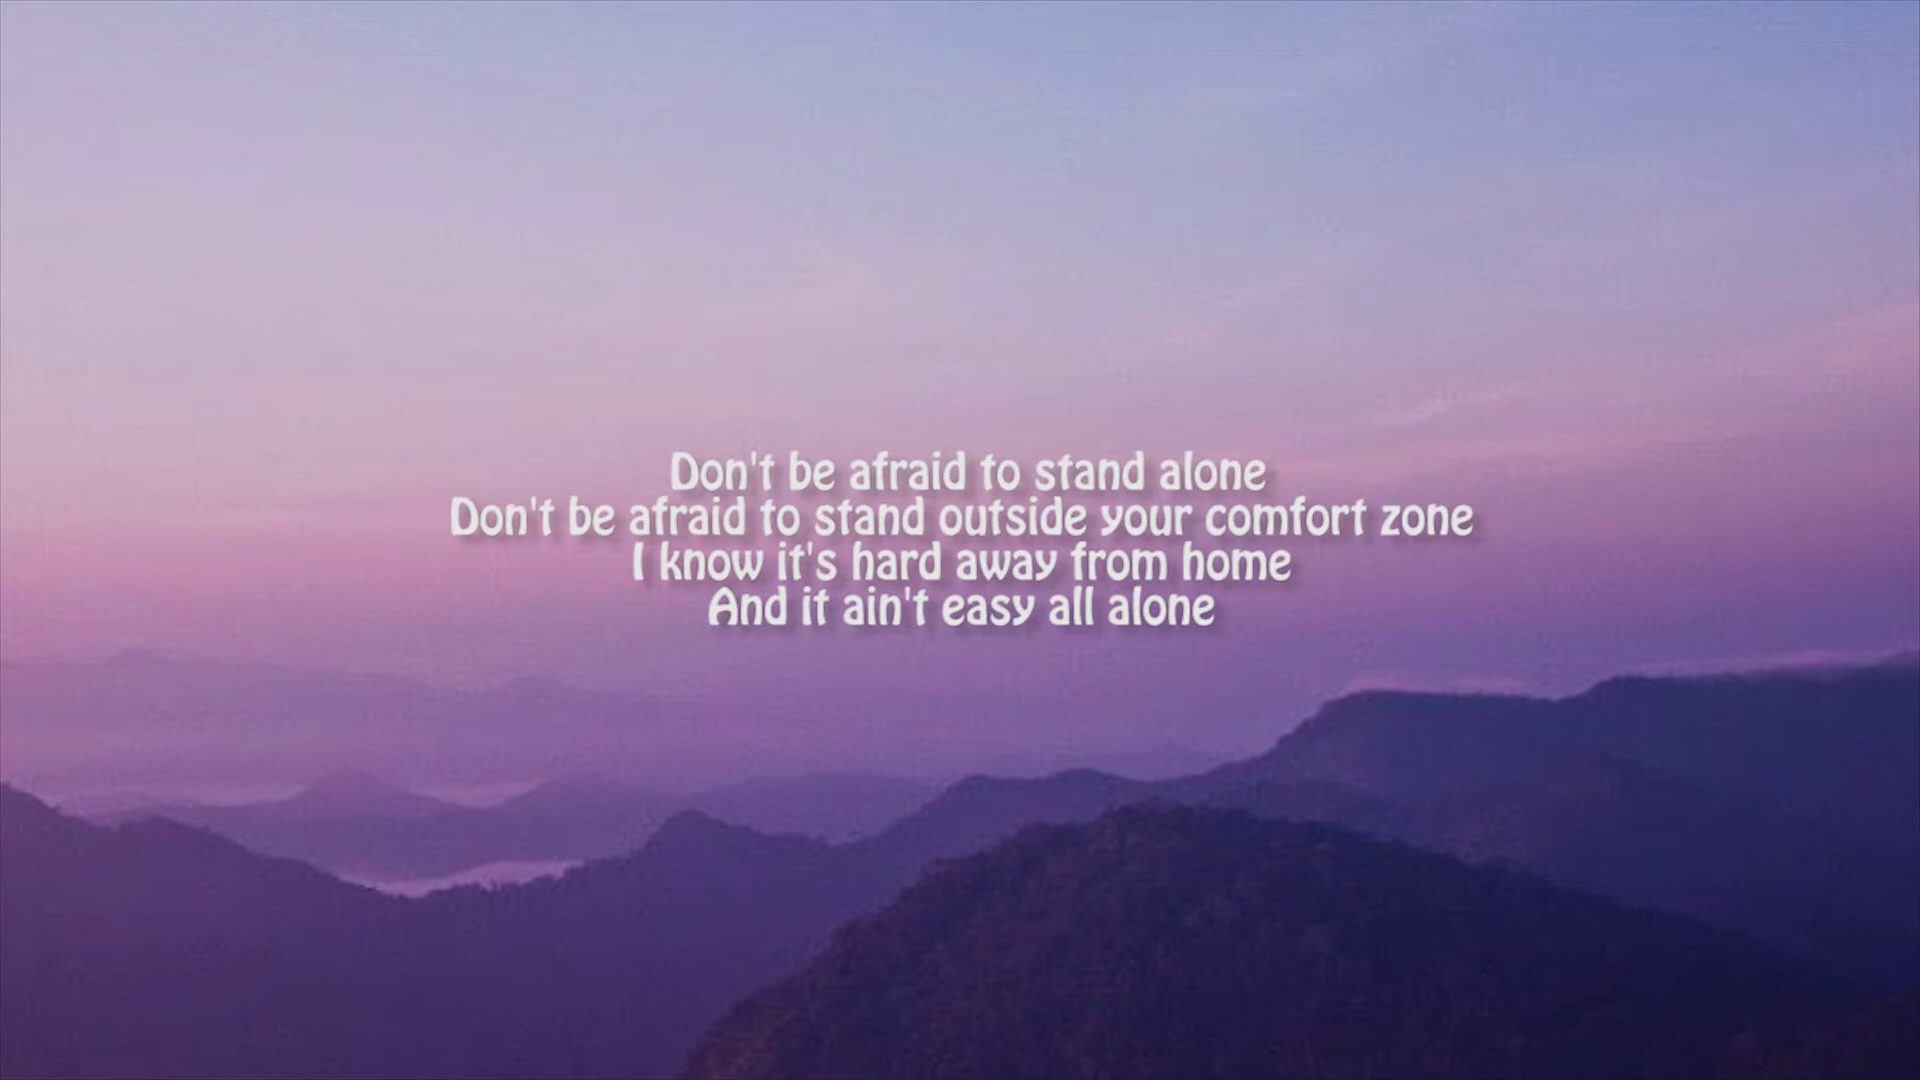 Don't be afraid to stand alone
Don't be afraid to stand outside your comfort zone
I know it's hard away from home
And it ain't easy all alone